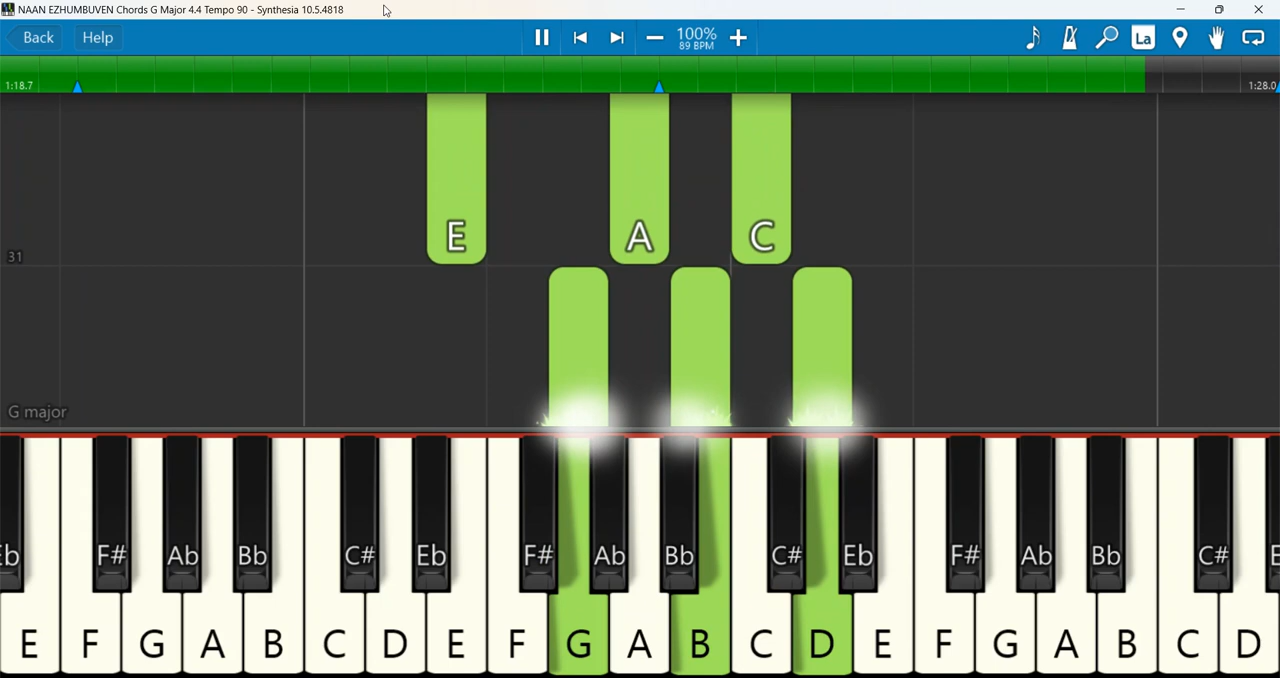 NAAN EZHUMBUVEN Chords G Major 4.4 Tempo 90 - Synthesia 10.5.4818
Back Help 100% La
89 BPM
1:18.7 1:28.0
E A C
31
G major
Eb F# Ab Bb C# Eb F# Ab Bb C# Eb F# Ab Bb C# E
E F G A B C D E F G A B C D E F G A B C D